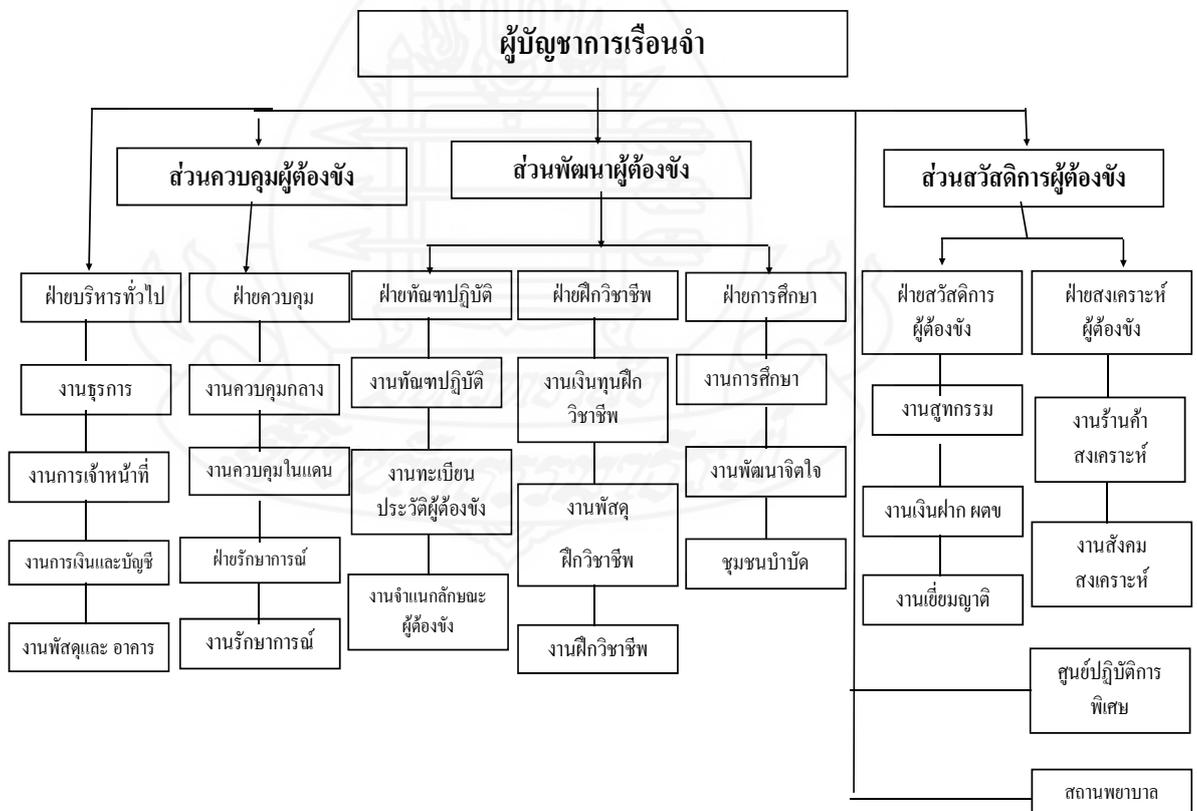 ผู้บัญชาการเรือนจำ
ส่วนควบคุมผู้ต้องขัง
ส่วนพัฒนาผู้ต้องขัง
ส่วนสวัสดิการผู้ต้องขัง
ฝ่ายบริหารทั่วไป
งานธุรการ
งานการเจ้าหน้าที่
งานการเงินและบัญชี
งานพัสดุและ อาคาร
ฝ่ายควบคุม
งานควบคุมกลาง
งานควบคุมในแดน
ฝ่ายรักษาการณ์
งานรักษาการณ์
ฝ่ายทัณฑปฏิบัติ
งานทัณฑปฏิบัติ
งานทะเบียน
ประวัติผู้ต้องขัง
งานจำแนกลักษณะ
ผู้ต้องขัง
ฝ่ายฝึกวิชาชีพ
งานเงินทุนฝึก
วิชาชีพ
งานพัสดุ
ฝึกวิชาชีพ
งานฝึกวิชาชีพ
ฝ่ายการศึกษา
งานการศึกษา
งานพัฒนาจิตใจ
ชุมชนบำบัด
ฝ่ายสวัสดิการ
ผู้ต้องขัง
งานสูทกรรม
งานเงินฝาก ผตข
งานเยี่ยมญาติ
ฝ่ายสงเคราะห์
ผู้ต้องขัง
งานร้านค้า
สงเคราะห์
งานสังคม
สงเคราะห์
ศูนย์ปฏิบัติการ
พิเศษ
สถานพยาบาล